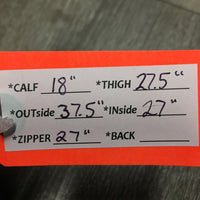 *CALF 18" *THIGH 27.5"
*OUTside 37.5" *INside 27"
*ZIPPER 27" *BACK